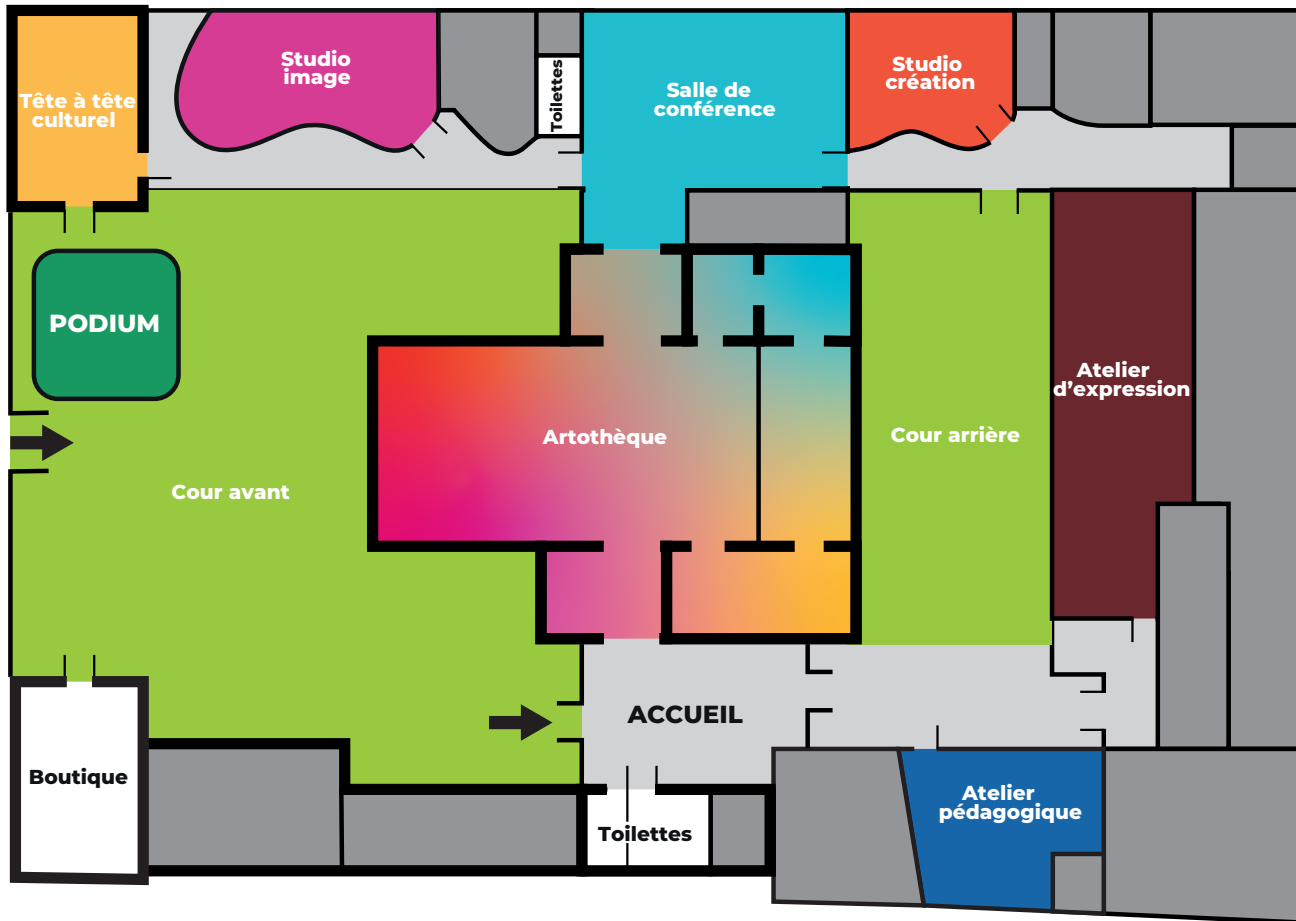 Studio
image
Toilettes
Salle de
conférence
Studio
création
Tête à tête
culturel
PODIUM
Atelier
d’expression
Artothèque
Cour arrière
Cour avant
ACCUEIL
Boutique
Toilettes
Atelier
pédagogique